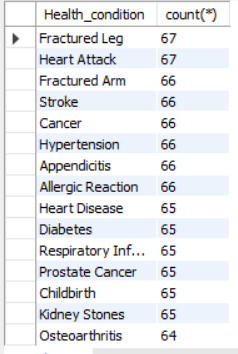 Health_condition count(*)
Fractured Leg 67
Heart Attack 67
Fractured Arm 66
Stroke 66
Cancer 66
Hypertension 66
Appendicitis 66
Allergic Reaction 66
Heart Disease 65
Diabetes 65
Respiratory Inf... 65
Prostate Cancer 65
Childbirth 65
Kidney Stones 65
Osteoarthritis 64